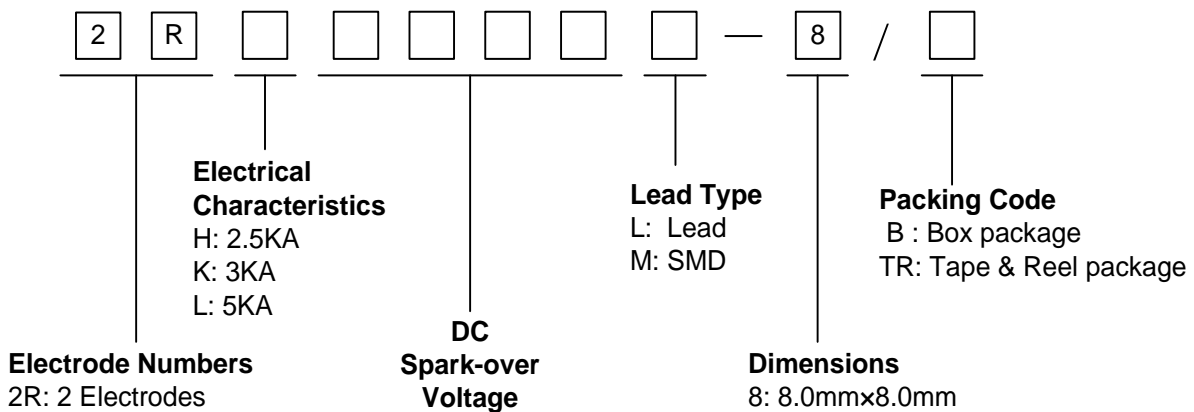 2 R — 8 /
Electrical
Characteristics
H: 2.5KA
K: 3KA
L: 5KA
Lead Type
L: Lead
M: SMD
Packing Code
B : Box package
TR: Tape & Reel package
Electrode Numbers
2R: 2 Electrodes
DC
Spark-over
Voltage
Dimensions
8: 8.0mm×8.0mm